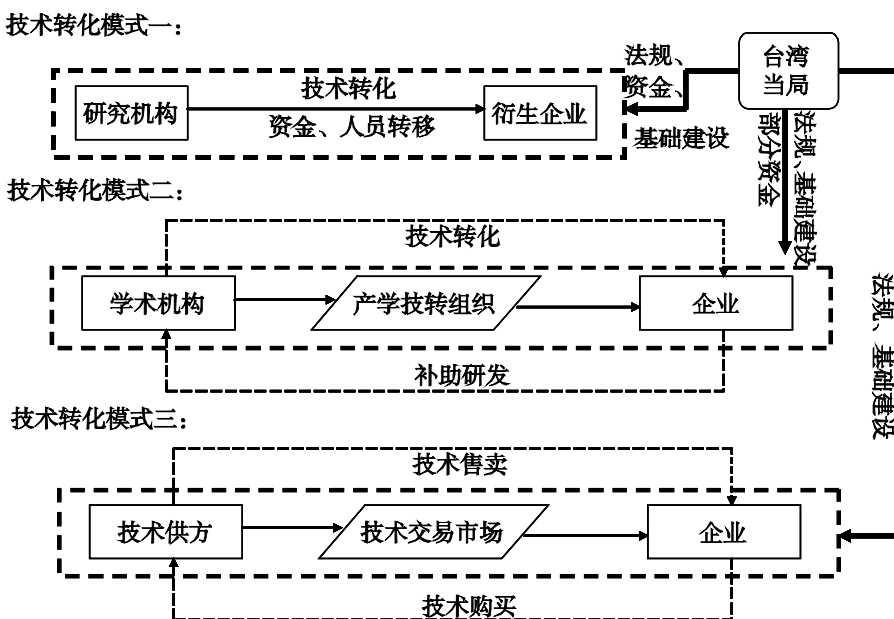 技术转化模式一：
法规、
资金、
基础建设
台湾
当局
研究机构
技术转化
资金、人员转移
衍生企业
法规、基础建设
部分资金
技术转化模式二：
技术转化
学术机构
产学技转组织
企业
补助研发
法规、基础建设
技术转化模式三：
技术售卖
技术供方
技术交易市场
企业
技术购买